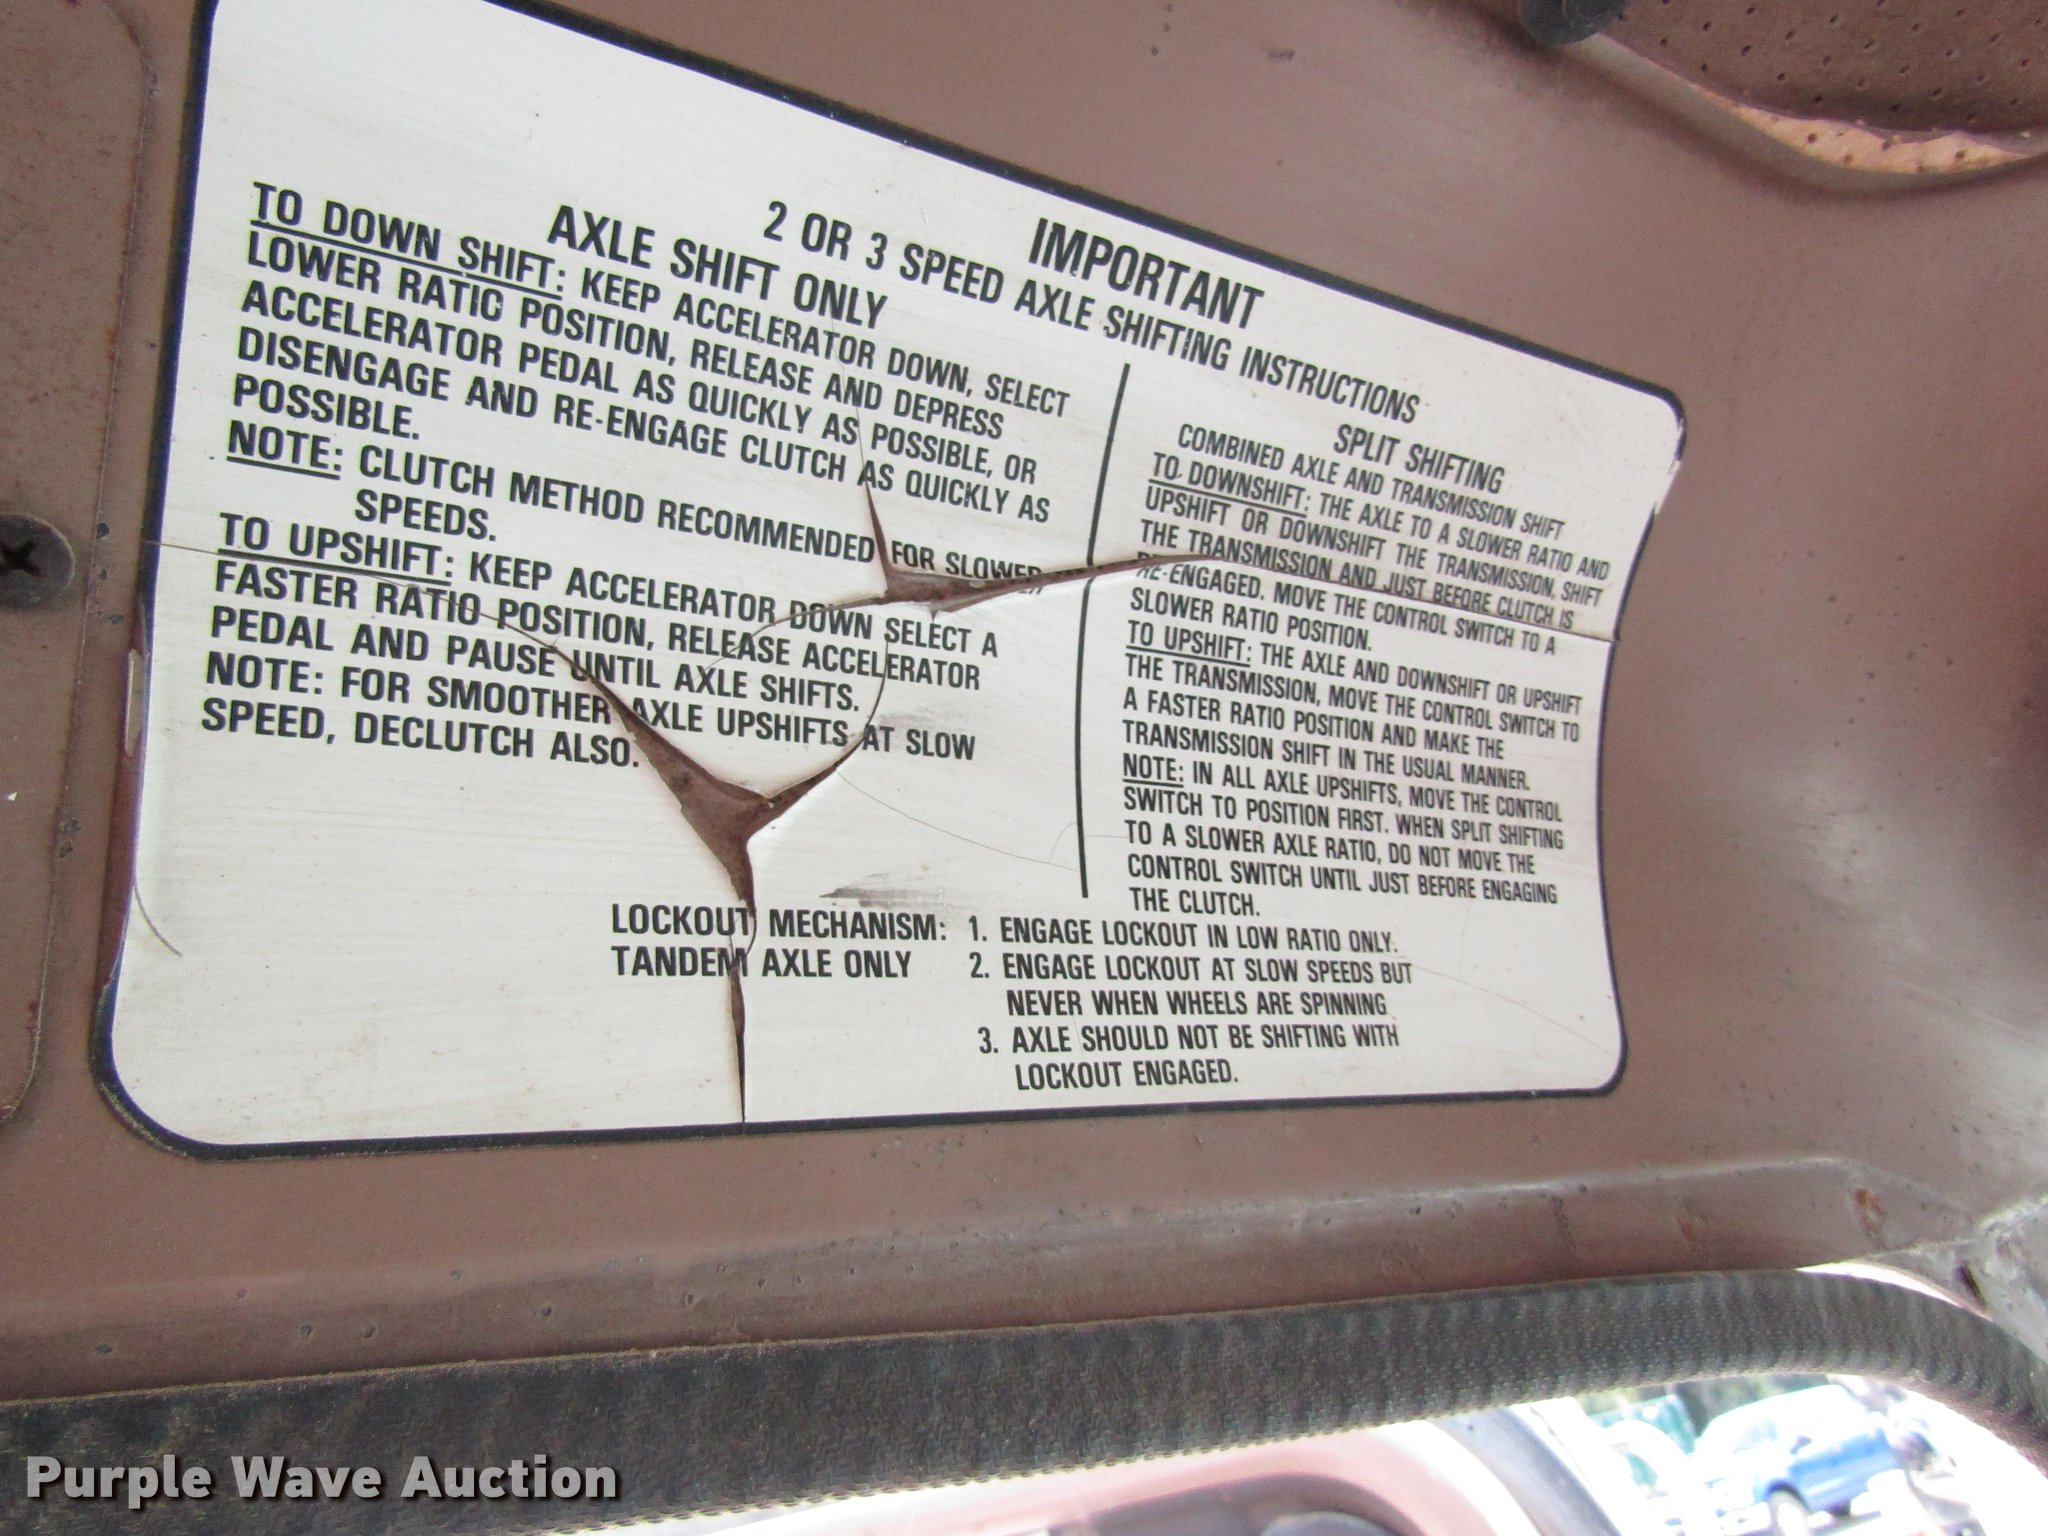 IMPORTANT
2 OR 3 SPEED AXLE SHIFTING INSTRUCTIONS
AXLE SHIFT ONLY
TO DOWN SHIFT: KEEP ACCELERATOR DOWN, SELECT
LOWER RATIO POSITION, RELEASE AND DEPRESS
ACCELERATOR PEDAL AS QUICKLY AS POSSIBLE, OR
DISENGAGE AND RE-ENGAGE CLUTCH AS QUICKLY AS
POSSIBLE.
NOTE: CLUTCH METHOD RECOMMENDED FOR SLOWER
SPEEDS.
TO UPSHIFT: KEEP ACCELERATOR DOWN SELECT A
FASTER RATIO POSITION, RELEASE ACCELERATOR
PEDAL AND PAUSE UNTIL AXLE SHIFTS.
NOTE: FOR SMOOTHER AXLE UPSHIFTS AT SLOW
SPEED, DECLUTCH ALSO.
SPLIT SHIFTING
COMBINED AXLE AND TRANSMISSION SHIFT
TO DOWNSHIFT: THE AXLE TO A SLOWER RATIO AND
UPSHIFT OR DOWNSHIFT THE TRANSMISSION, SHIFT
THE TRANSMISSION AND JUST BEFORE CLUTCH IS
RE-ENGAGED, MOVE THE CONTROL SWITCH TO A
SLOWER RATIO POSITION.
TO UPSHIFT: THE AXLE AND DOWNSHIFT OR UPSHIFT
THE TRANSMISSION, MOVE THE CONTROL SWITCH TO
A FASTER RATIO POSITION AND MAKE THE
TRANSMISSION SHIFT IN THE USUAL MANNER.
NOTE: IN ALL AXLE UPSHIFTS, MOVE THE CONTROL
SWITCH TO POSITION FIRST. WHEN SPLIT SHIFTING
TO A SLOWER AXLE RATIO, DO NOT MOVE THE
CONTROL SWITCH UNTIL JUST BEFORE ENGAGING
THE CLUTCH.
LOCKOUT MECHANISM: 1. ENGAGE LOCKOUT IN LOW RATIO ONLY.
TANDEM AXLE ONLY 2. ENGAGE LOCKOUT AT SLOW SPEEDS BUT
NEVER WHEN WHEELS ARE SPINNING
3. AXLE SHOULD NOT BE SHIFTING WITH
LOCKOUT ENGAGED.
Purple Wave Auction